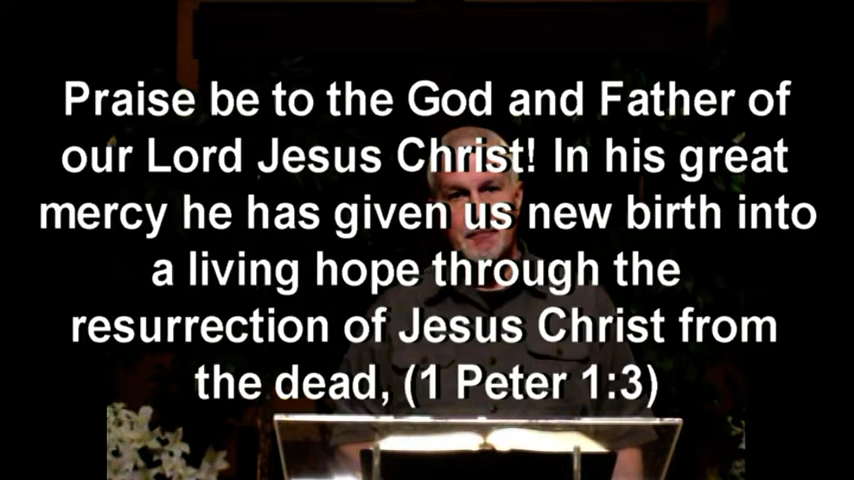 Praise be to the God and Father of
our Lord Jesus Christ! In his great
mercy he has given us new birth into
a living hope through the
resurrection of Jesus Christ from
the dead, (1 Peter 1:3)